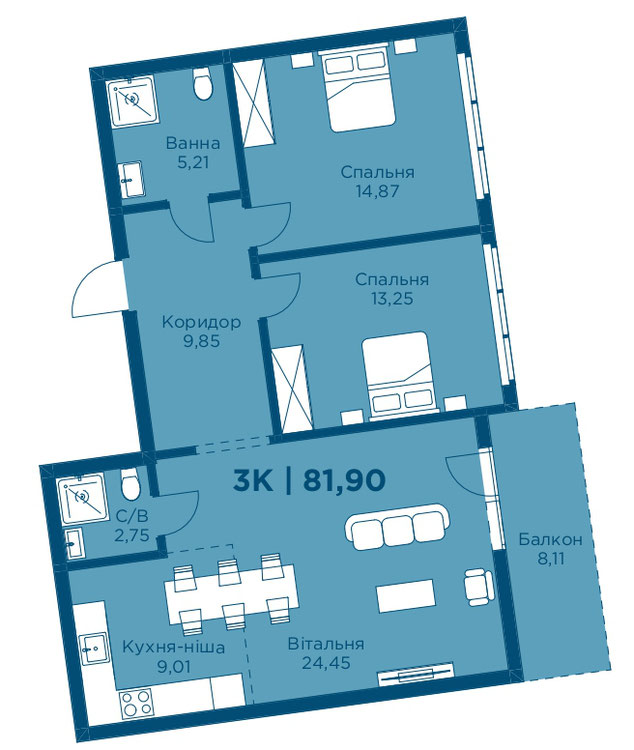 Ванна
5,21
Спальня
14,87
Спальня
13,25
Коридор
9,85
3К | 81,90
С/В
2,75
Балкон
8,11
Кухня-ніша
9,01
Вітальня
24,45